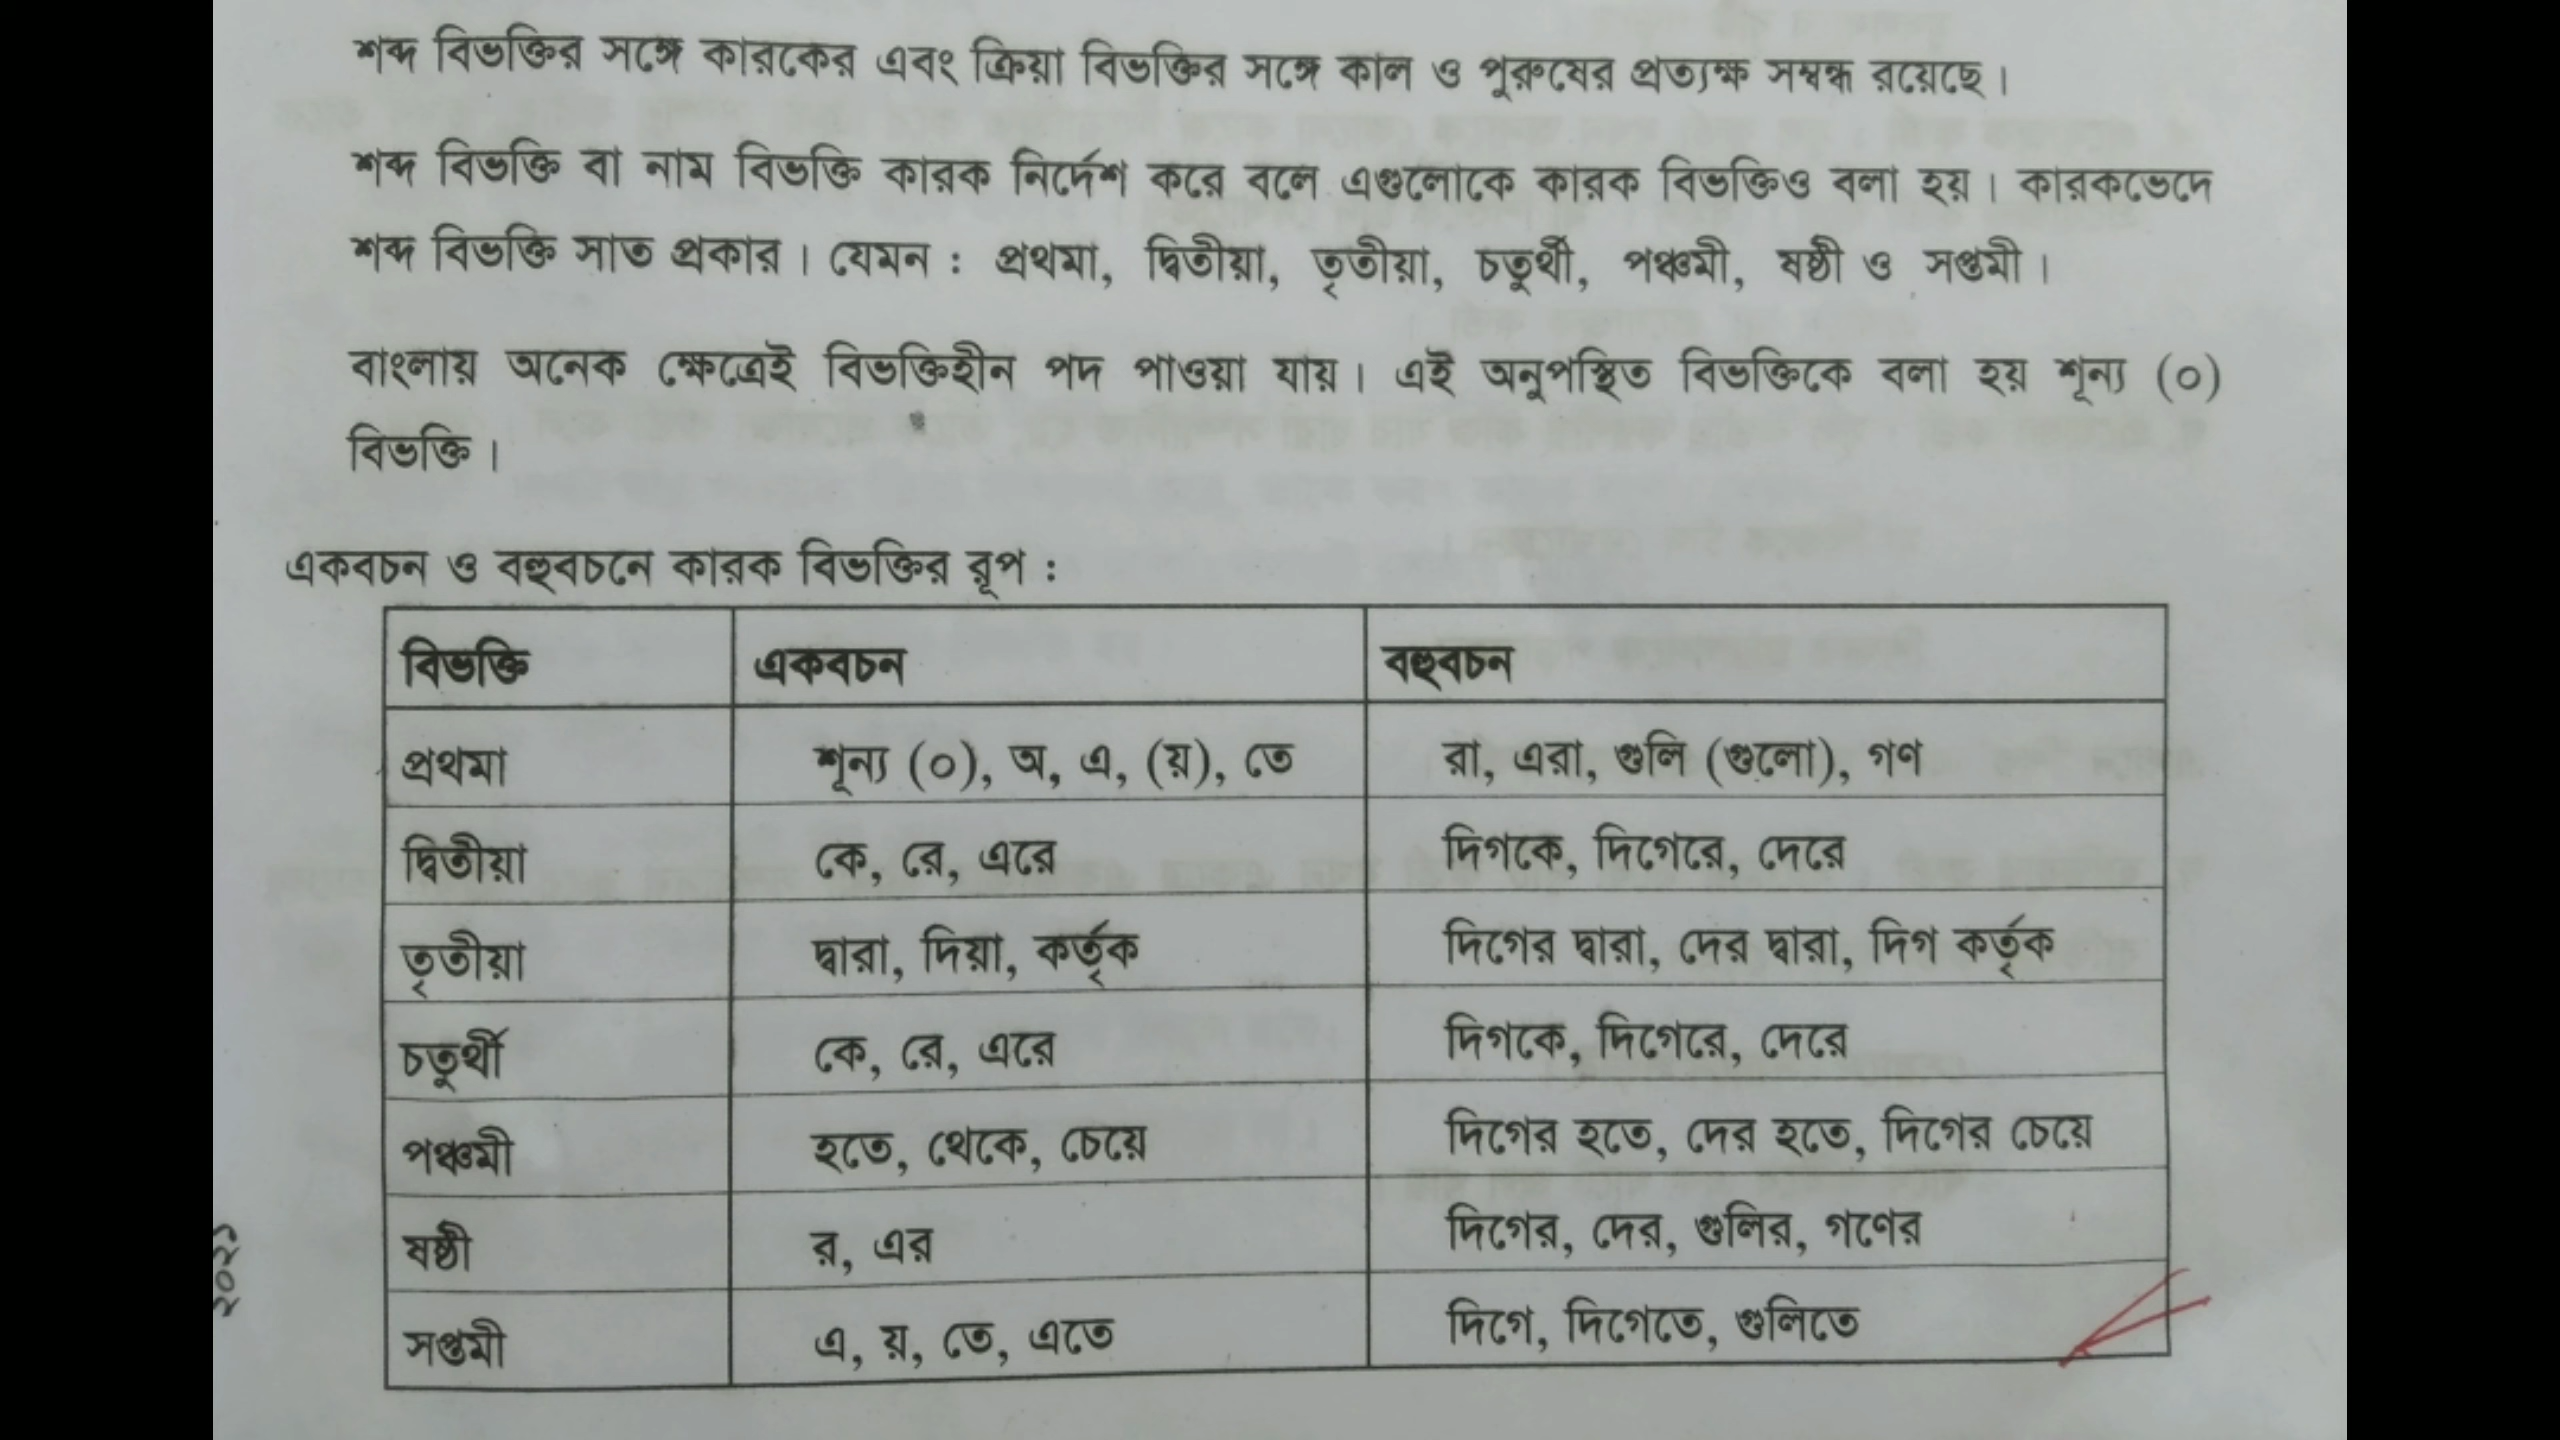 শব্দ বিভক্তির সঙ্গে কারকের এবং ক্রিয়া বিভক্তির সঙ্গে কাল ও পুরুষের প্রত্যক্ষ সম্বন্ধ রয়েছে।
শব্দ বিভক্তি বা নাম বিভক্তি কারক নির্দেশ করে বলে এগুলোকে কারক বিভক্তিও বলা হয়। কারকভেদে
শব্দ বিভক্তি সাত প্রকার। যেমন : প্রথমা, দ্বিতীয়া, তৃতীয়া, চতুর্থী, পঞ্চমী, ষষ্ঠী ও সপ্তমী।
বাংলায় অনেক ক্ষেত্রেই বিভক্তিহীন পদ পাওয়া যায়। এই অনুপস্থিত বিভক্তিকে বলা হয় শূন্য (০)
বিভক্তি।
একবচন ও বহুবচনে কারক বিভক্তির রূপ :
বিভক্তি একবচন বহুবচন
প্রথমা শূন্য (০), অ, এ, (য়), তে রা, এরা, গুলি (গুলো), গণ
দ্বিতীয়া কে, রে, এরে দিগকে, দিগেরে, দেরে
তৃতীয়া দ্বারা, দিয়া, কর্তৃক দিগের দ্বারা, দের দ্বারা, দিগ কর্তৃক
চতুর্থী কে, রে, এরে দিগকে, দিগেরে, দেরে
পঞ্চমী হতে, থেকে, চেয়ে দিগের হতে, দের হতে, দিগের চেয়ে
ষষ্ঠী র, এর দিগের, দের, গুলির, গণের
সপ্তমী এ, য়, তে, এতে দিগে, দিগেতে, গুলিতে
২০২১